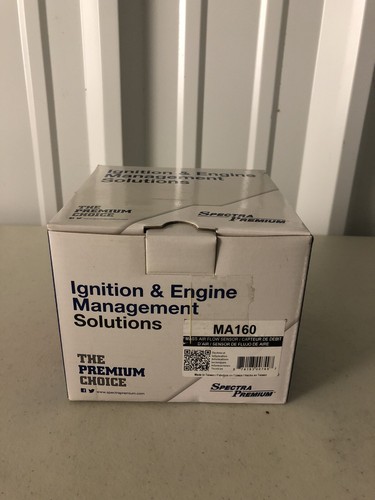 Ignition & Engine
Management
Solutions
THE
PREMIUM
CHOICE
SPECTRA
PREMIUM
Ignition & Engine
Management
Solutions
MA160
MASS AIR FLOW SENSOR / CAPTEUR DE DEBIT
D'AIR / SENSOR DE FLUJO DE AIRE
THE
PREMIUM
CHOICE
www.spectrapremium.com
SPECTRA
PREMIUM